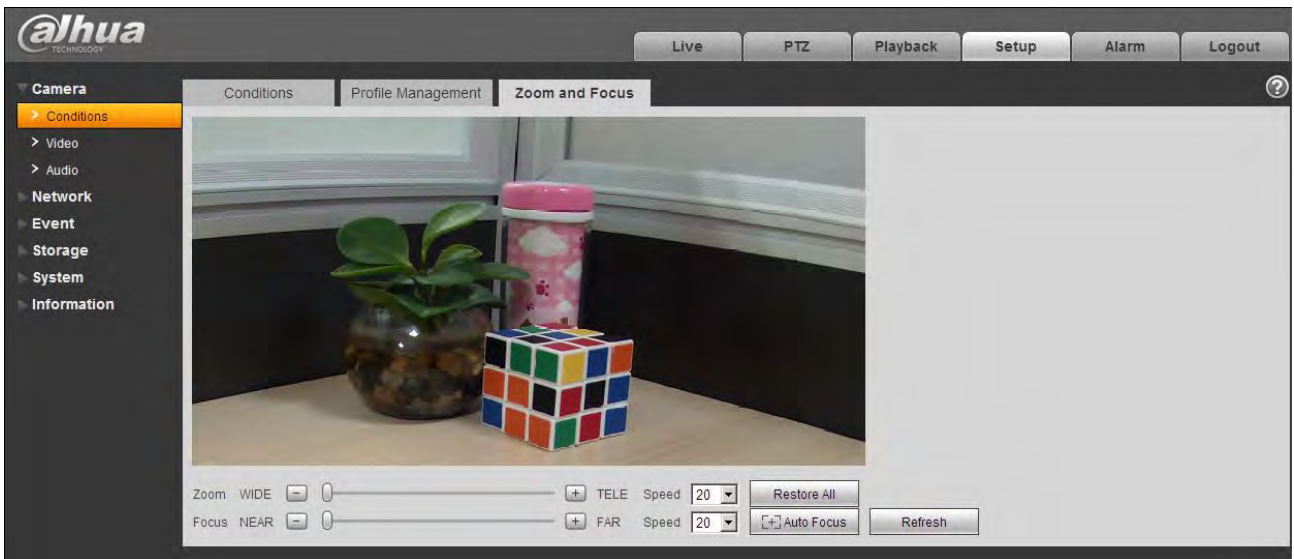 alhua
TECHNOLOGY
Live PTZ Playback Setup Alarm Logout
Camera
Conditions
Video
Audio
Network
Event
Storage
System
Information
Conditions Profile Management Zoom and Focus
?
Zoom WIDE - + TELE Speed 20 Restore All
Focus NEAR - + FAR Speed 20 [+] Auto Focus Refresh